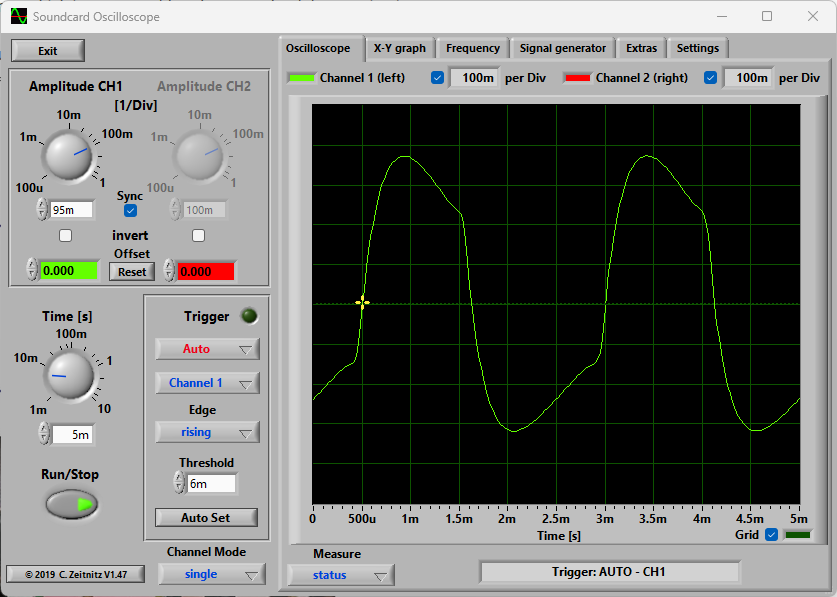 Soundcard Oszilloscope
Exit
Oscilloscope X-Y graph Frequency Signal generator Extras Settings
Channel 1 (left) 100m per Div Channel 2 (right) 100m per Div
Amplitude CH1 Amplitude CH2
[1/Div]
10m 10m
1m 100m 1m 100m
100u 1 100u 1
Sync
95m 100m
invert
Offset
0.000 Reset 0.000
Time [s]
100m
10m 1
1m 10
5m
Run/Stop
Trigger
Auto
Channel 1
Edge
rising
Threshold
6m
Auto Set
Channel Mode
single
© 2019 C. Zeitnitz V1.47
0 500u 1m 1.5m 2m 2.5m 3m 3.5m 4m 4.5m 5m
Time [s]
Grid
Measure
status
Trigger: AUTO - CH1